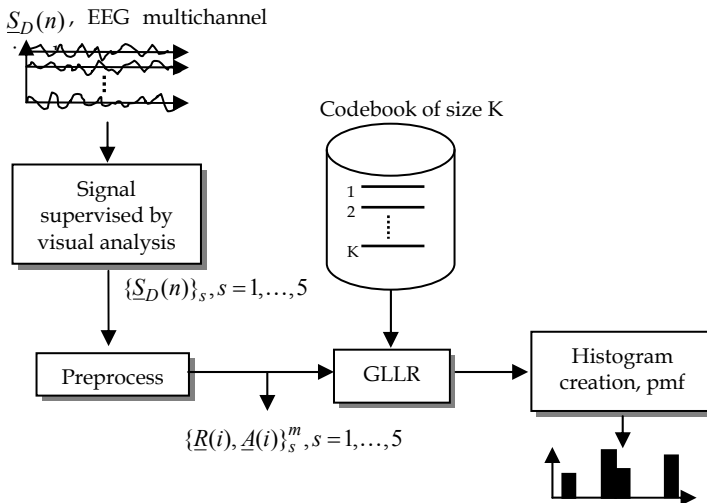 S_D(n), EEG multichannel
Codebook of size K
1
2
K
Signal
supervised by
visual analysis
{S_D(n)}_s, s = 1,…,5
Preprocess
GLLR
Histogram
creation, pmf
{R(i), A(i)}_s^m, s = 1,…,5